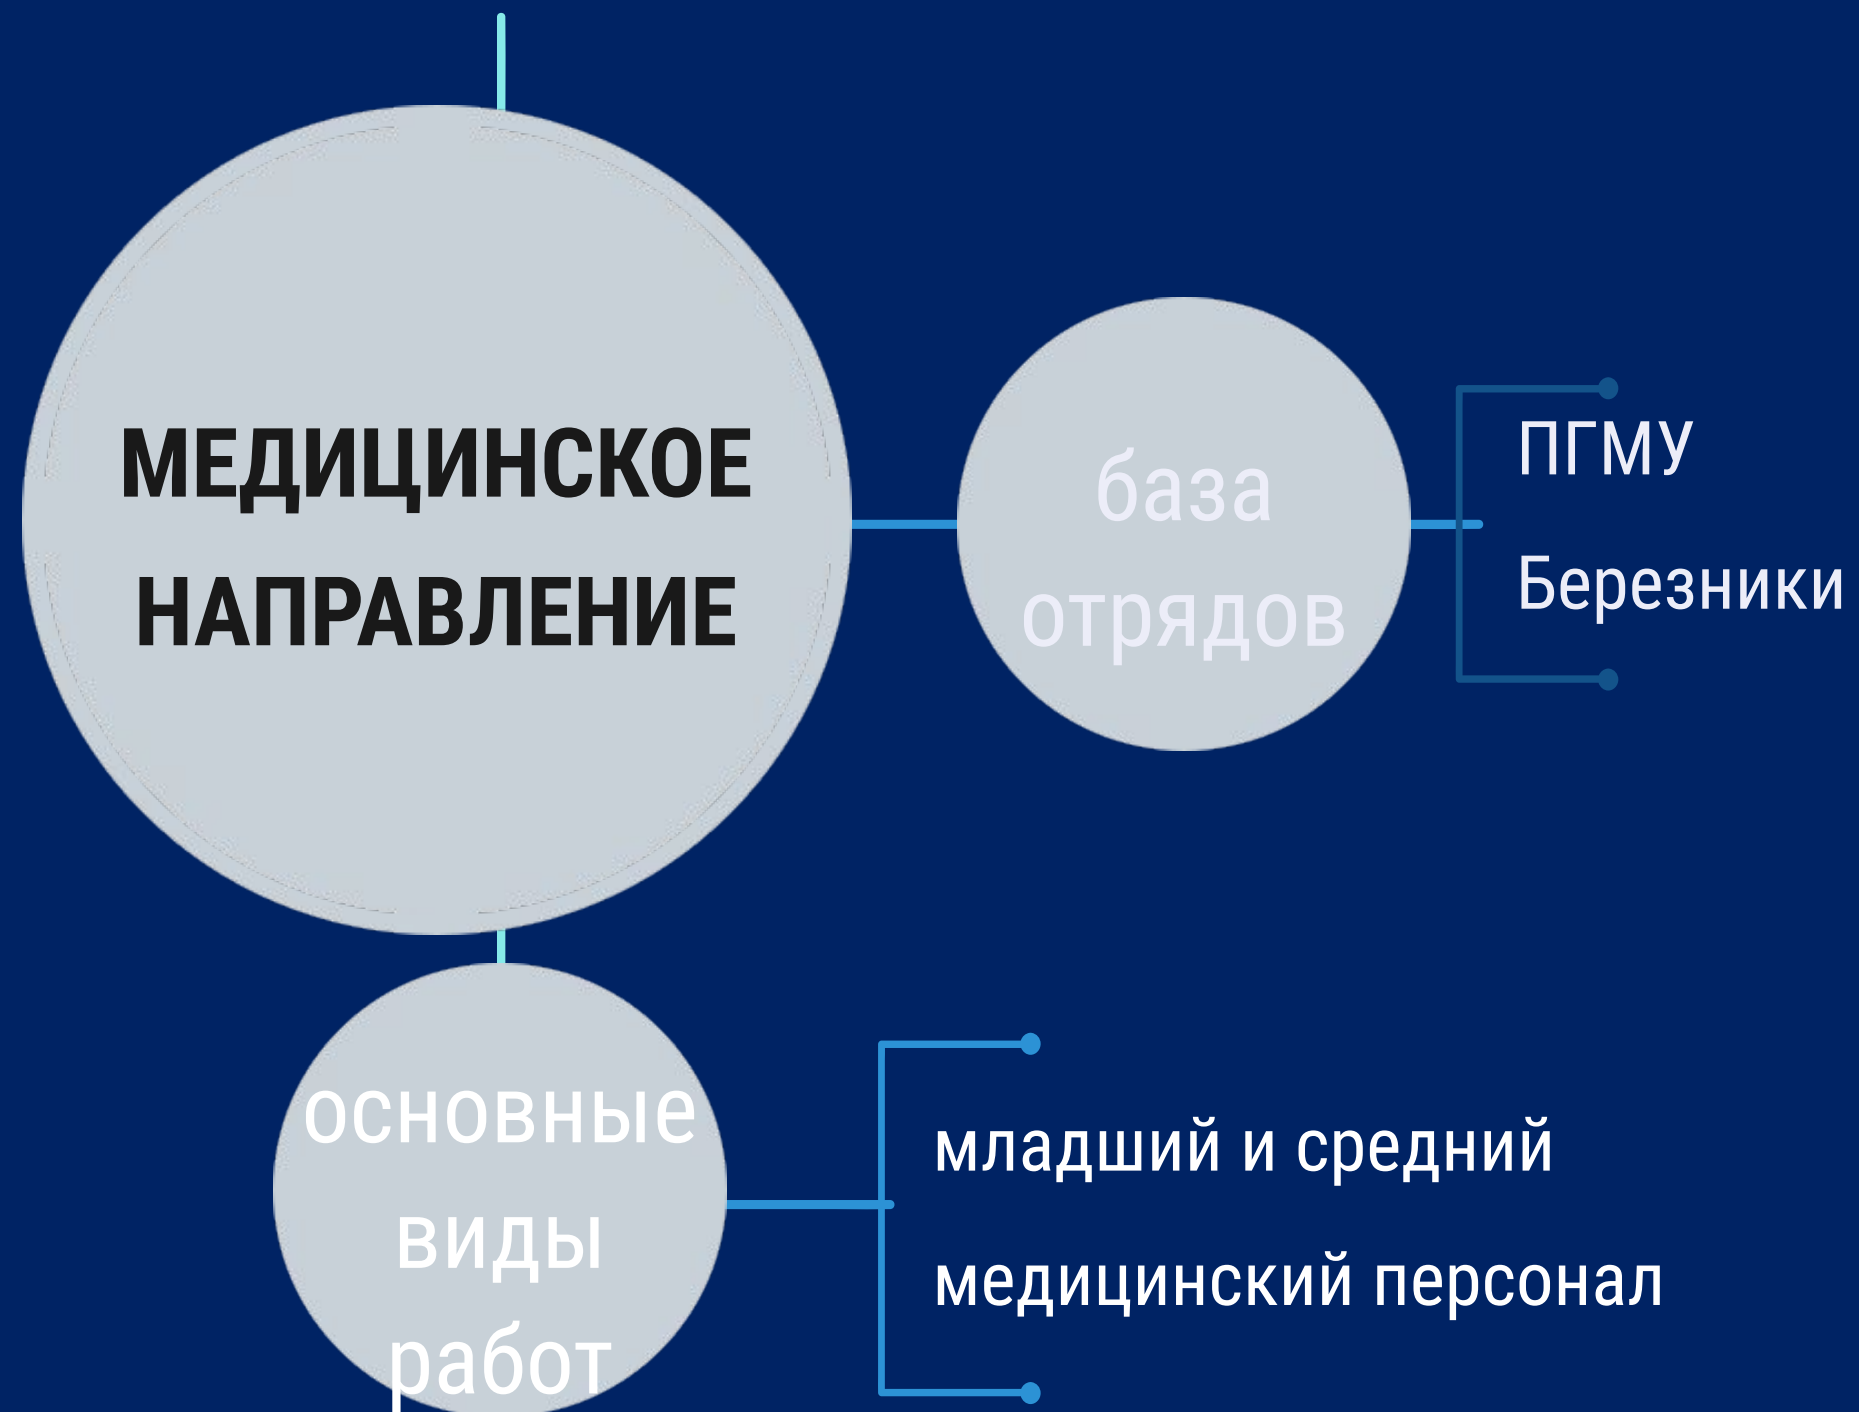 МЕДИЦИНСКОЕ
НАПРАВЛЕНИЕ
база
отрядов
ПГМУ
Березники
основные
виды
работ
младший и средний
медицинский персонал